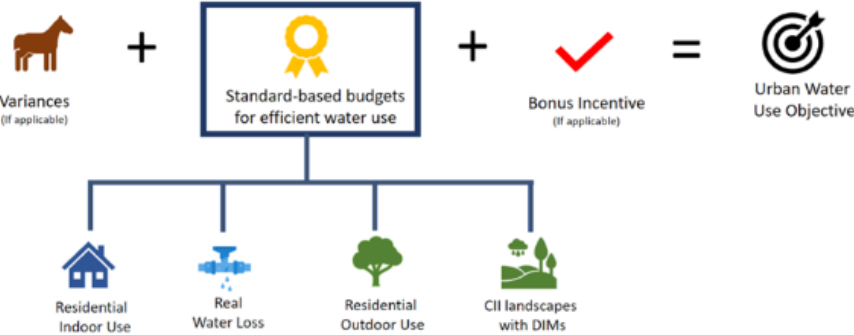 +
+
=
Variances
(If applicable)
Standard-based budgets
for efficient water use
Bonus Incentive
(If applicable)
Urban Water
Use Objective
Residential
Indoor Use
Real
Water Loss
Residential
Outdoor Use
CII landscapes
with DIMs